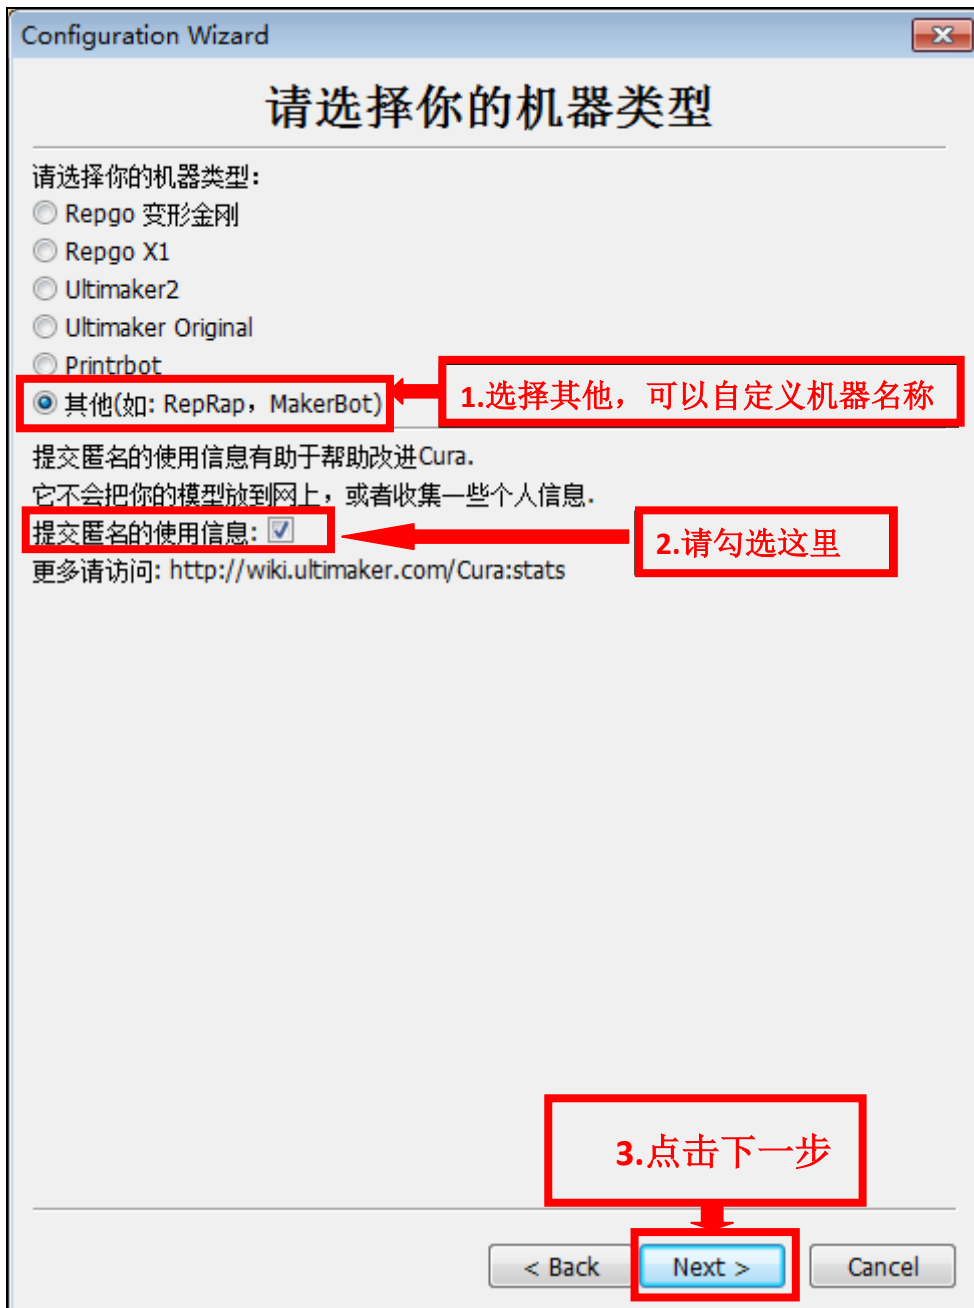 Configuration Wizard
请选择你的机器类型
请选择你的机器类型:
Repgo 变形金刚
Repgo X1
Ultimaker2
Ultimaker Original
Printrbot
其他(如: RepRap, MakerBot)
1.选择其他，可以自定义机器名称
提交匿名的使用信息有助于帮助改进Cura.
它不会把你的模型放到网上，或者收集一些个人信息.
提交匿名的使用信息:
2.请勾选这里
更多请访问: http://wiki.ultimaker.com/Cura:stats
3.点击下一步
< Back
Next >
Cancel